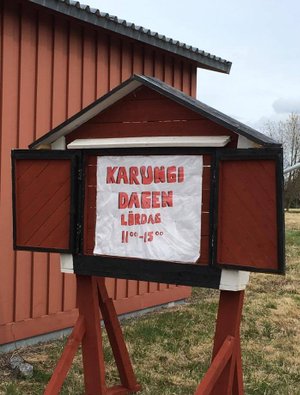 KARUNGI
DAGEN
LÖRDAG
11⁰⁰-15⁰⁰